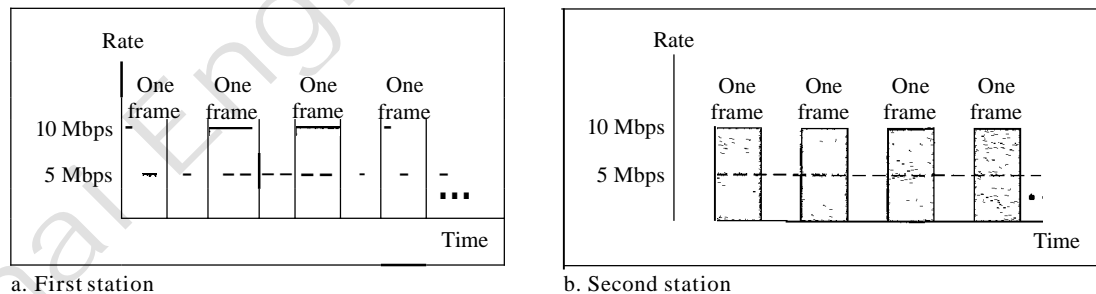 Rate
One frame
One frame
One frame
One frame
10 Mbps
5 Mbps
...
Time
a. First station
Rate
One frame
One frame
One frame
One frame
10 Mbps
5 Mbps
Time
b. Second station